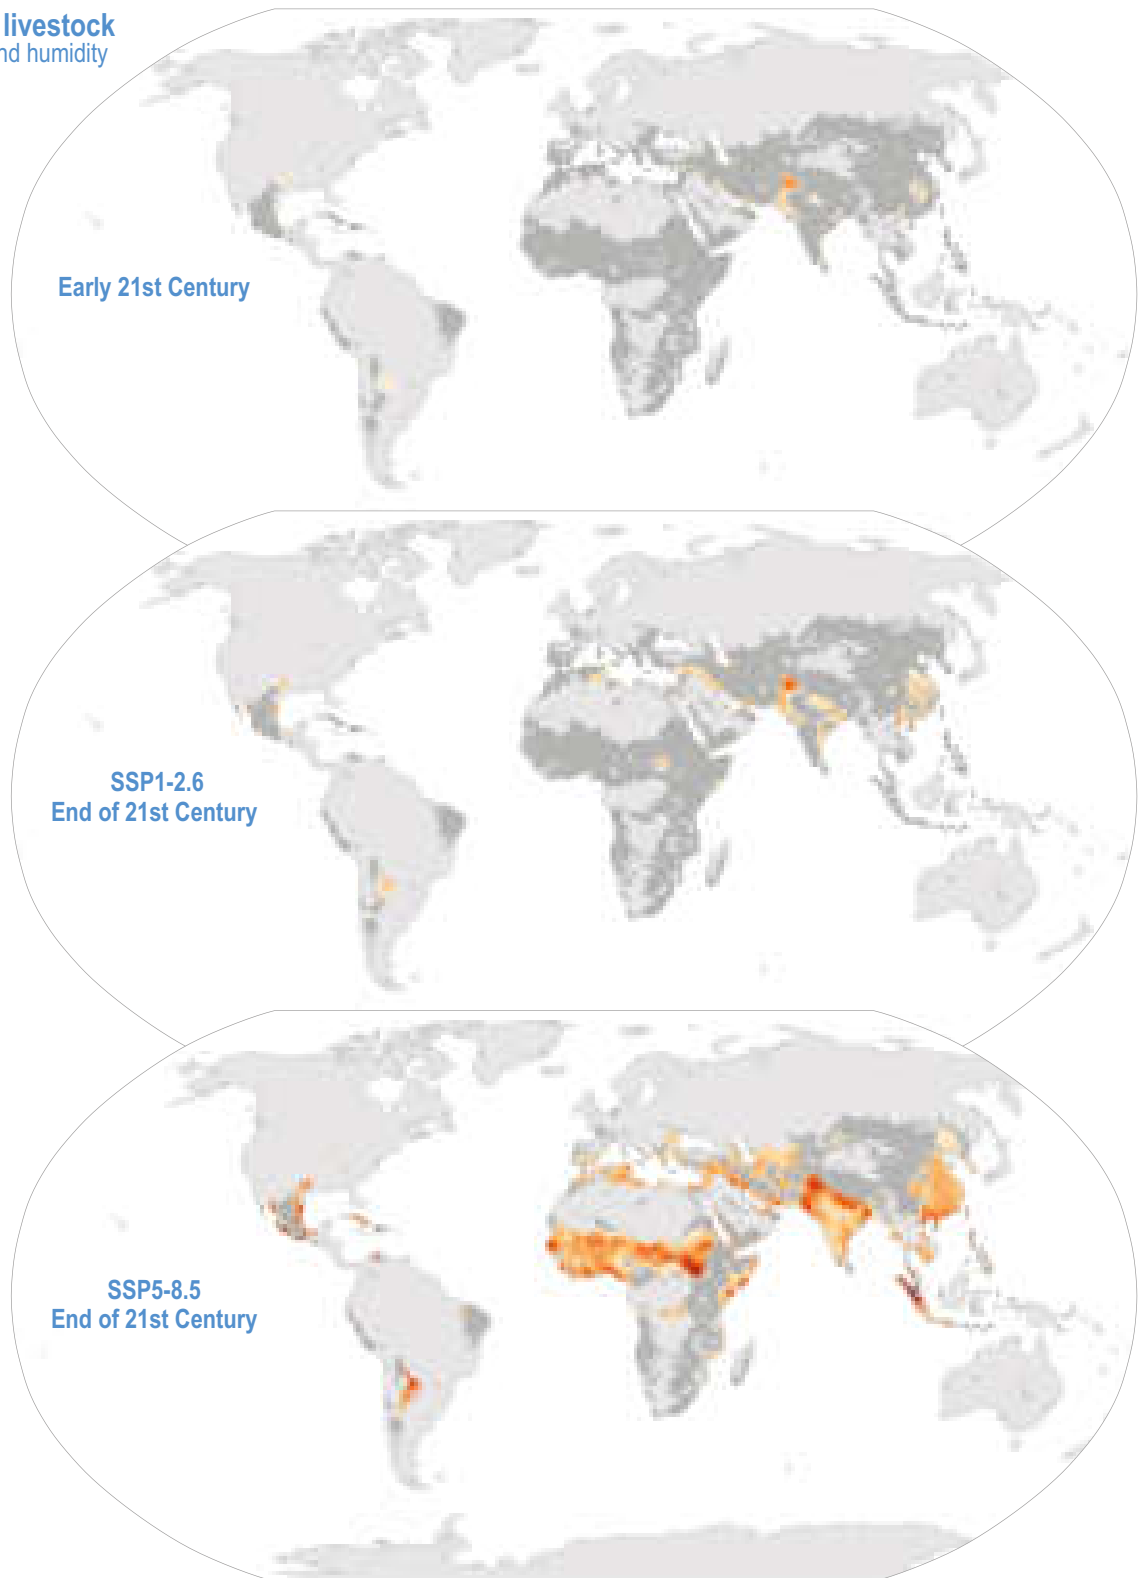 livestock
nd humidity
Early 21st Century
SSP1-2.6
End of 21st Century
SSP5-8.5
End of 21st Century